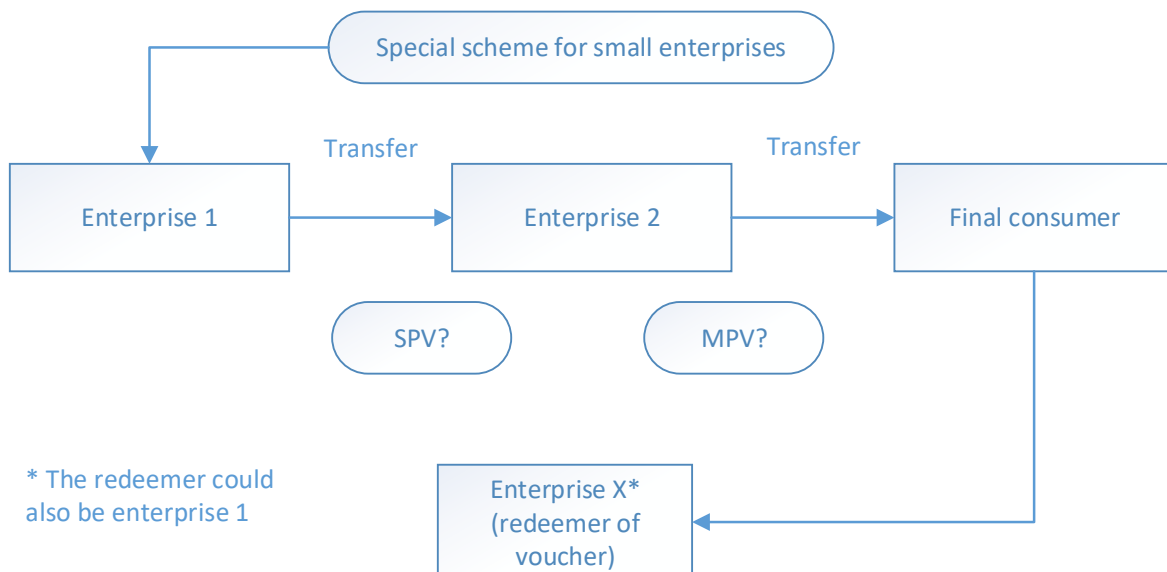 Special scheme for small enterprises
Transfer
Transfer
Enterprise 1
Enterprise 2
Final consumer
SPV?
MPV?
* The redeemer could
also be enterprise 1
Enterprise X*
(redeemer of
voucher)